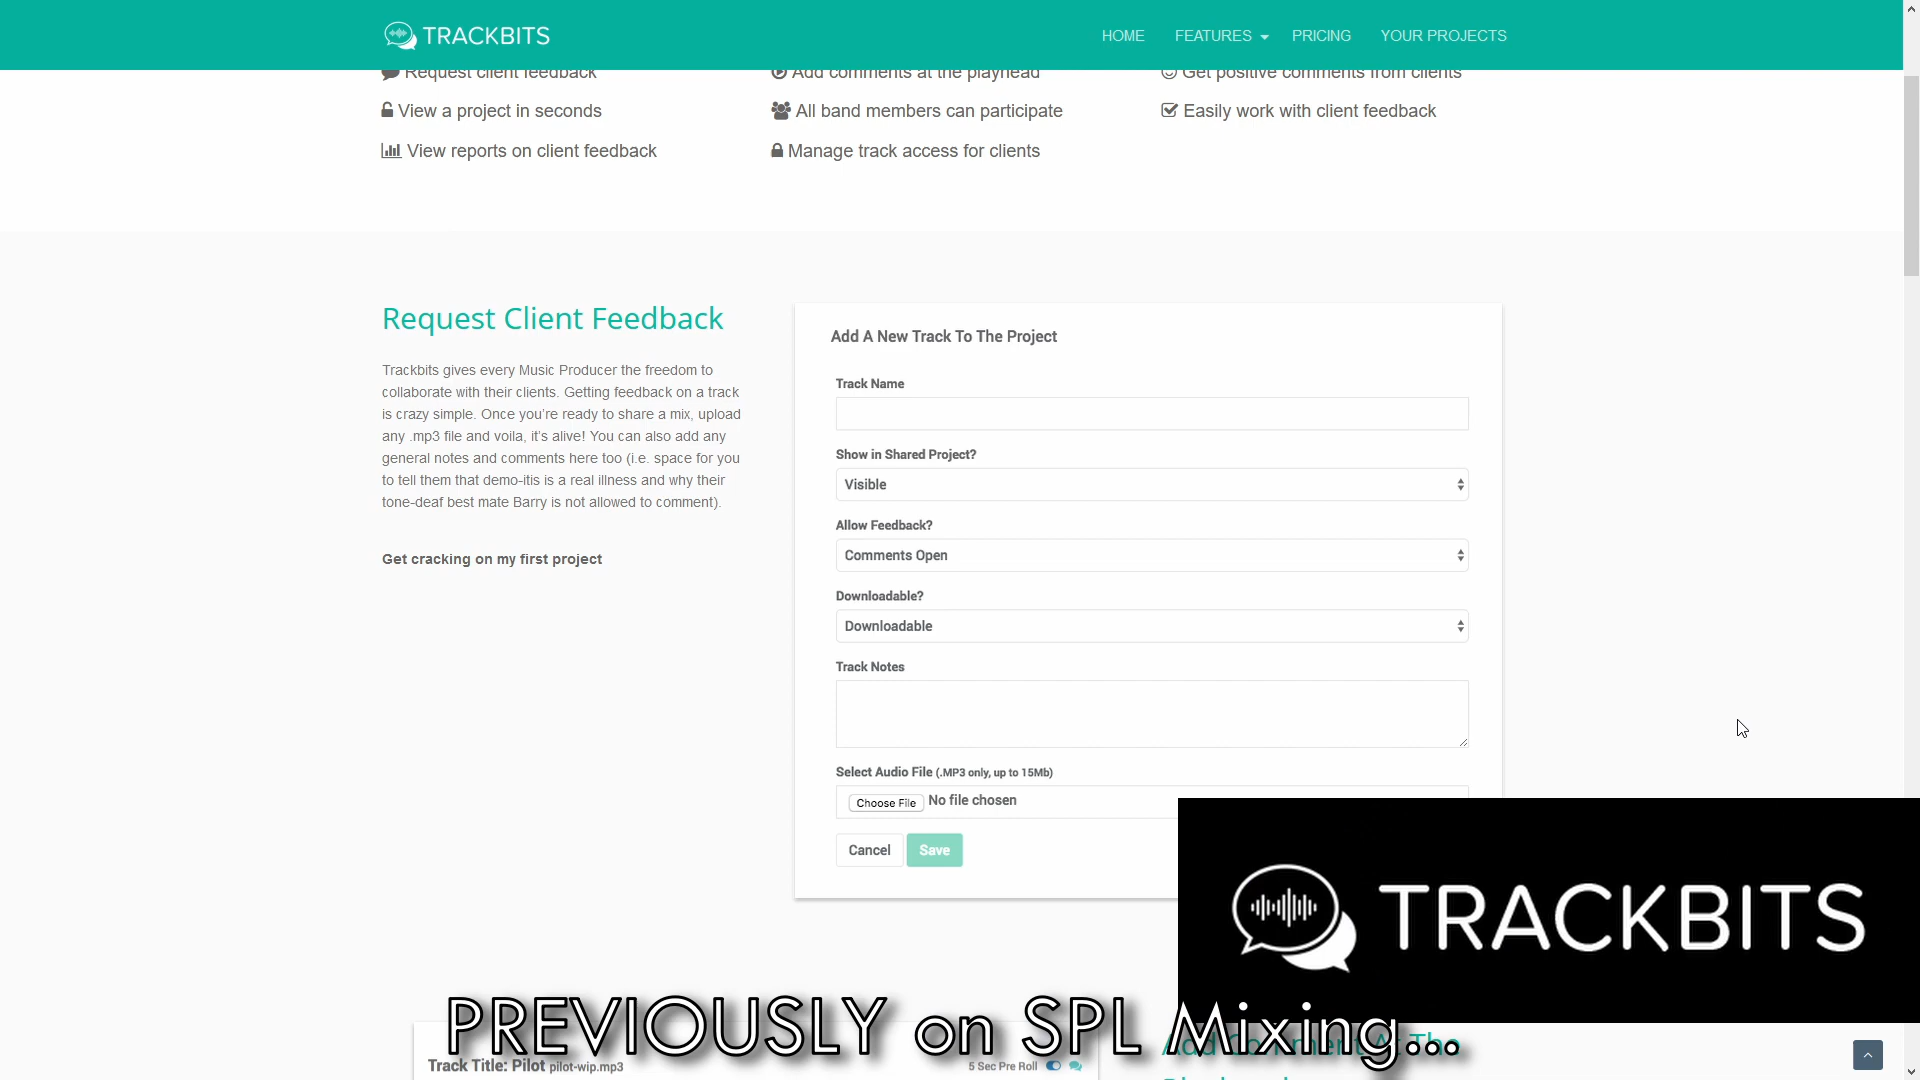 TRACKBITS
HOME
FEATURES
PRICING
YOUR PROJECTS
Request client feedback
Add comments at the playhead
Get positive comments from clients
View a project in seconds
All band members can participate
Easily work with client feedback
View reports on client feedback
Manage track access for clients
Request Client Feedback
Trackbits gives every Music Producer the freedom to
collaborate with their clients. Getting feedback on a track
is crazy simple. Once you're ready to share a mix, upload
any .mp3 file and voila, it's alive! You can also add any
general notes and comments here too (i.e. space for you
to tell them that demo-itis is a real illness and why their
tone-deaf best mate Barry is not allowed to comment).
Get cracking on my first project
Add A New Track To The Project
Track Name
Show in Shared Project?
Visible
Allow Feedback?
Comments Open
Downloadable?
Downloadable
Track Notes
Select Audio File (.MP3 only, up to 15Mb)
Choose File No file chosen
Cancel
Save
TRACKBITS
PREVIOUSLY on SPL Mixing...
Add Comment At The
Track Title: Pilot pilot-wip.mp3
5 Sec Pre Roll